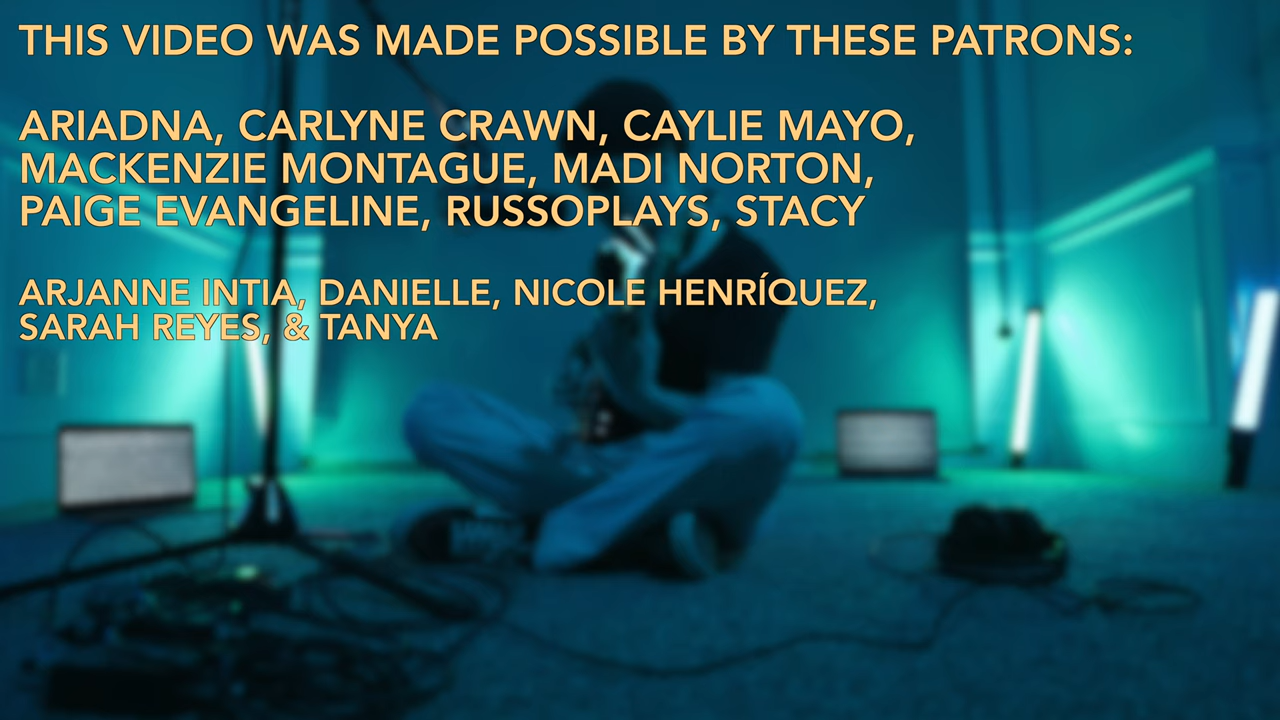 THIS VIDEO WAS MADE POSSIBLE BY THESE PATRONS:
ARIADNA, CARLYNE CRAWN, CAYLIE MAYO,
MACKENZIE MONTAGUE, MADI NORTON,
PAIGE EVANGELINE, RUSSOPLAYS, STACY
ARJANNE INTIA, DANIELLE, NICOLE HENRÍQUEZ,
SARAH REYES, & TANYA